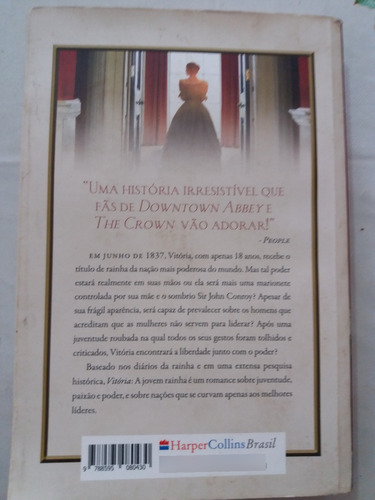 "UMA HISTÓRIA IRRESISTÍVEL QUE
FÃS DE DOWNTOWN ABBEY E
THE CROWN VÃO ADORAR!"
- PEOPLE
EM JUNHO DE 1837, Vitória, com apenas 18 anos, recebe o
título de rainha da nação mais poderosa do mundo. Mas tal poder
estará realmente em suas mãos ou ela será mais uma marionete
controlada por sua mãe e o sombrio Sir John Conroy? Apesar de
sua frágil aparência, será capaz de prevalecer sobre os homens que
acreditam que as mulheres não servem para liderar? Após uma
juventude roubada na qual todos os seus gestos foram tolhidos e
criticados, Vitória encontrará a liberdade junto com o poder?
Baseado nos diários da rainha e em uma extensa pesquisa
histórica, Vitória: A jovem rainha é um romance sobre juventude,
paixão e poder, e sobre nações que se curvam apenas aos melhores
líderes.
HarperCollins Brasil
9 788595 080430